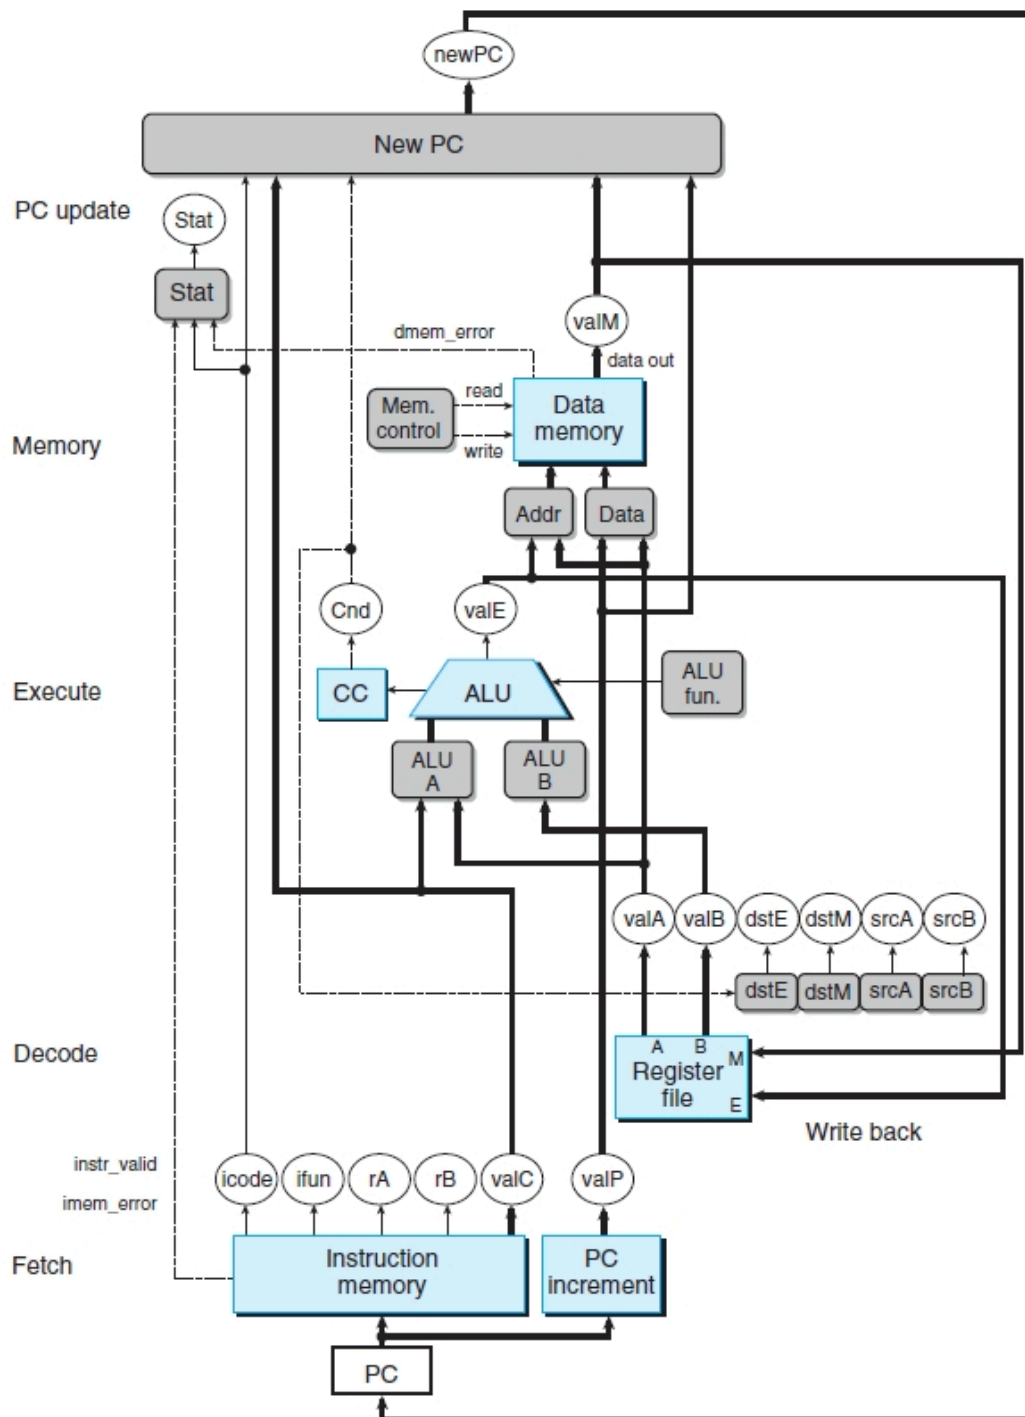 newPC
New PC
PC update
Stat
Stat
valM
dmem_error
data out
read
Mem.
control
Data
memory
Memory
write
Addr
Data
Cnd
valE
ALU
fun.
Execute
CC
ALU
ALU
A
ALU
B
valA
valB
dstE
dstM
srcA
srcB
dstE
dstM
srcA
srcB
Decode
A
B
M
Register
file
E
Write back
instr_valid
imem_error
icode
ifun
rA
rB
valC
valP
Fetch
Instruction
memory
PC
increment
PC